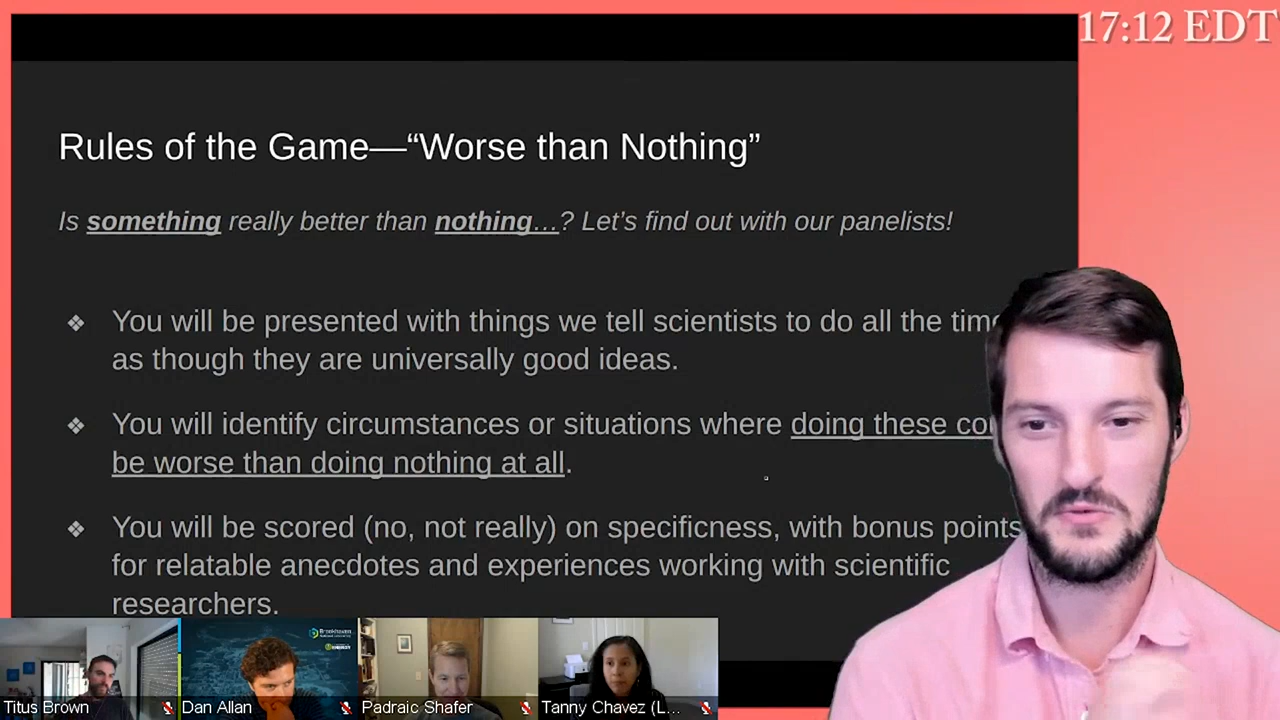 17:12 EDT
Rules of the Game—“Worse than Nothing”
Is something really better than nothing…? Let’s find out with our panelists!
❖ You will be presented with things we tell scientists to do all the time
as though they are universally good ideas.
❖ You will identify circumstances or situations where doing these co
be worse than doing nothing at all.
❖ You will be scored (no, not really) on specificness, with bonus points
for relatable anecdotes and experiences working with scientific
researchers.
Brookhaven
ENERGY
Titus Brown
Dan Allan
Padraic Shafer
Tanny Chavez (L...